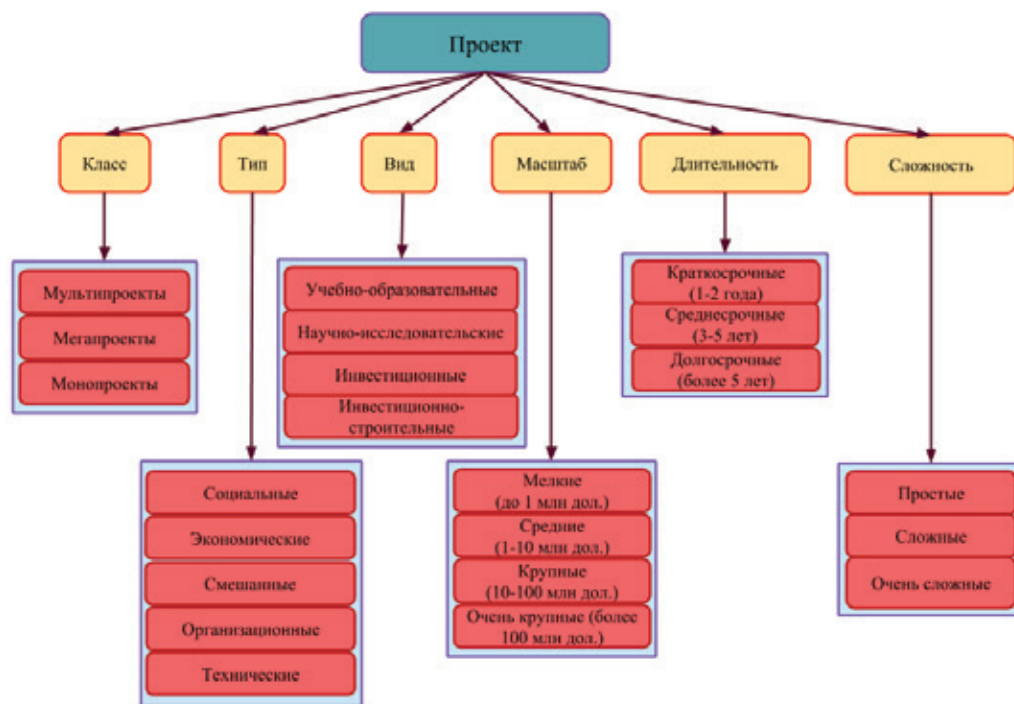 Проект
Класс
Тип
Вид
Масштаб
Длительность
Сложность
Мультипроекты
Мегапроекты
Монопроекты
Социальные
Экономические
Смешанные
Организационные
Технические
Учебно-образовательные
Научно-исследовательские
Инвестиционные
Инвестиционно-
строительные
Мелкие
(до 1 млн дол.)
Средние
(1-10 млн дол.)
Крупные
(10-100 млн дол.)
Очень крупные (более
100 млн дол.)
Краткосрочные
(1-2 года)
Среднесрочные
(3-5 лет)
Долгосрочные
(более 5 лет)
Простые
Сложные
Очень сложные